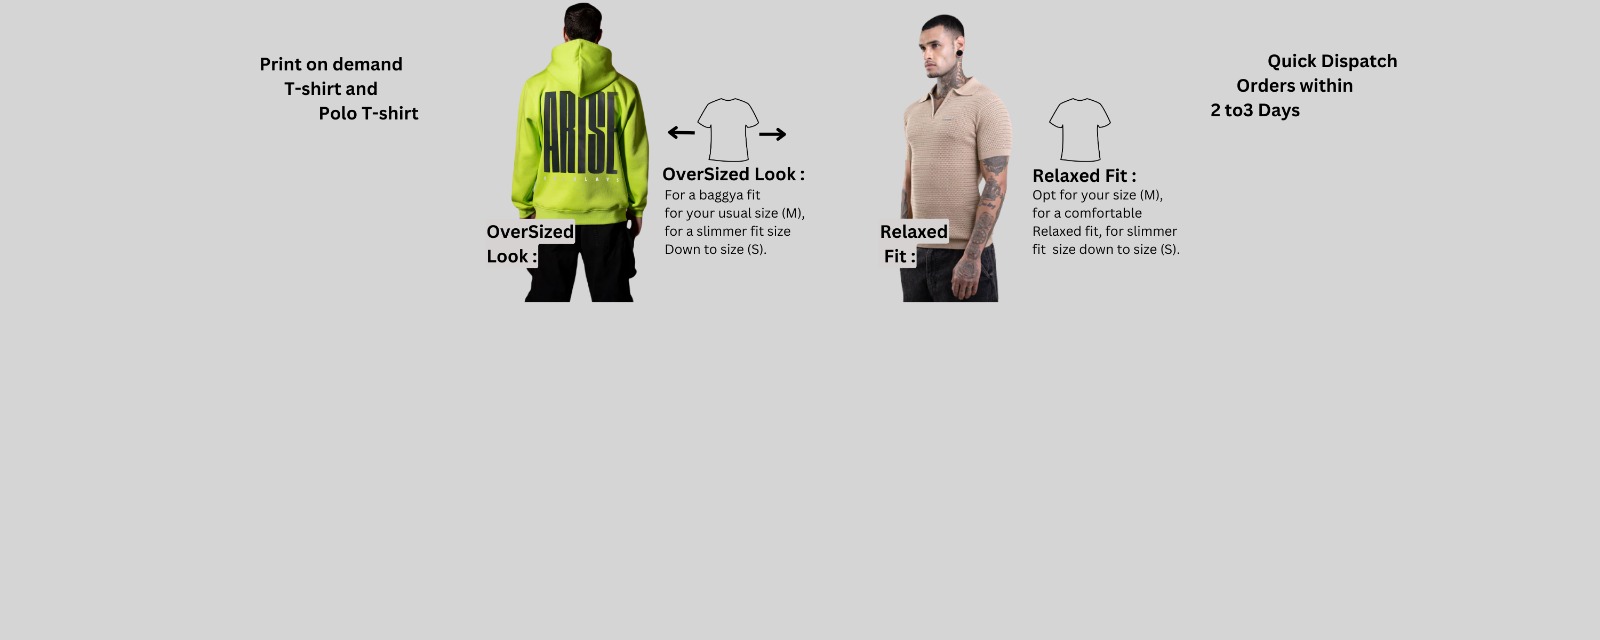 Print on demand
T-shirt and
Polo T-shirt
ARISE
OverSized
Look :
OverSized Look :
For a baggya fit
for your usual size (M),
for a slimmer fit size
Down to size (S).
Relaxed
Fit :
Relaxed Fit :
Opt for your size (M),
for a comfortable
Relaxed fit, for slimmer
fit  size down to size (S).
Quick Dispatch
Orders within
2 to3 Days